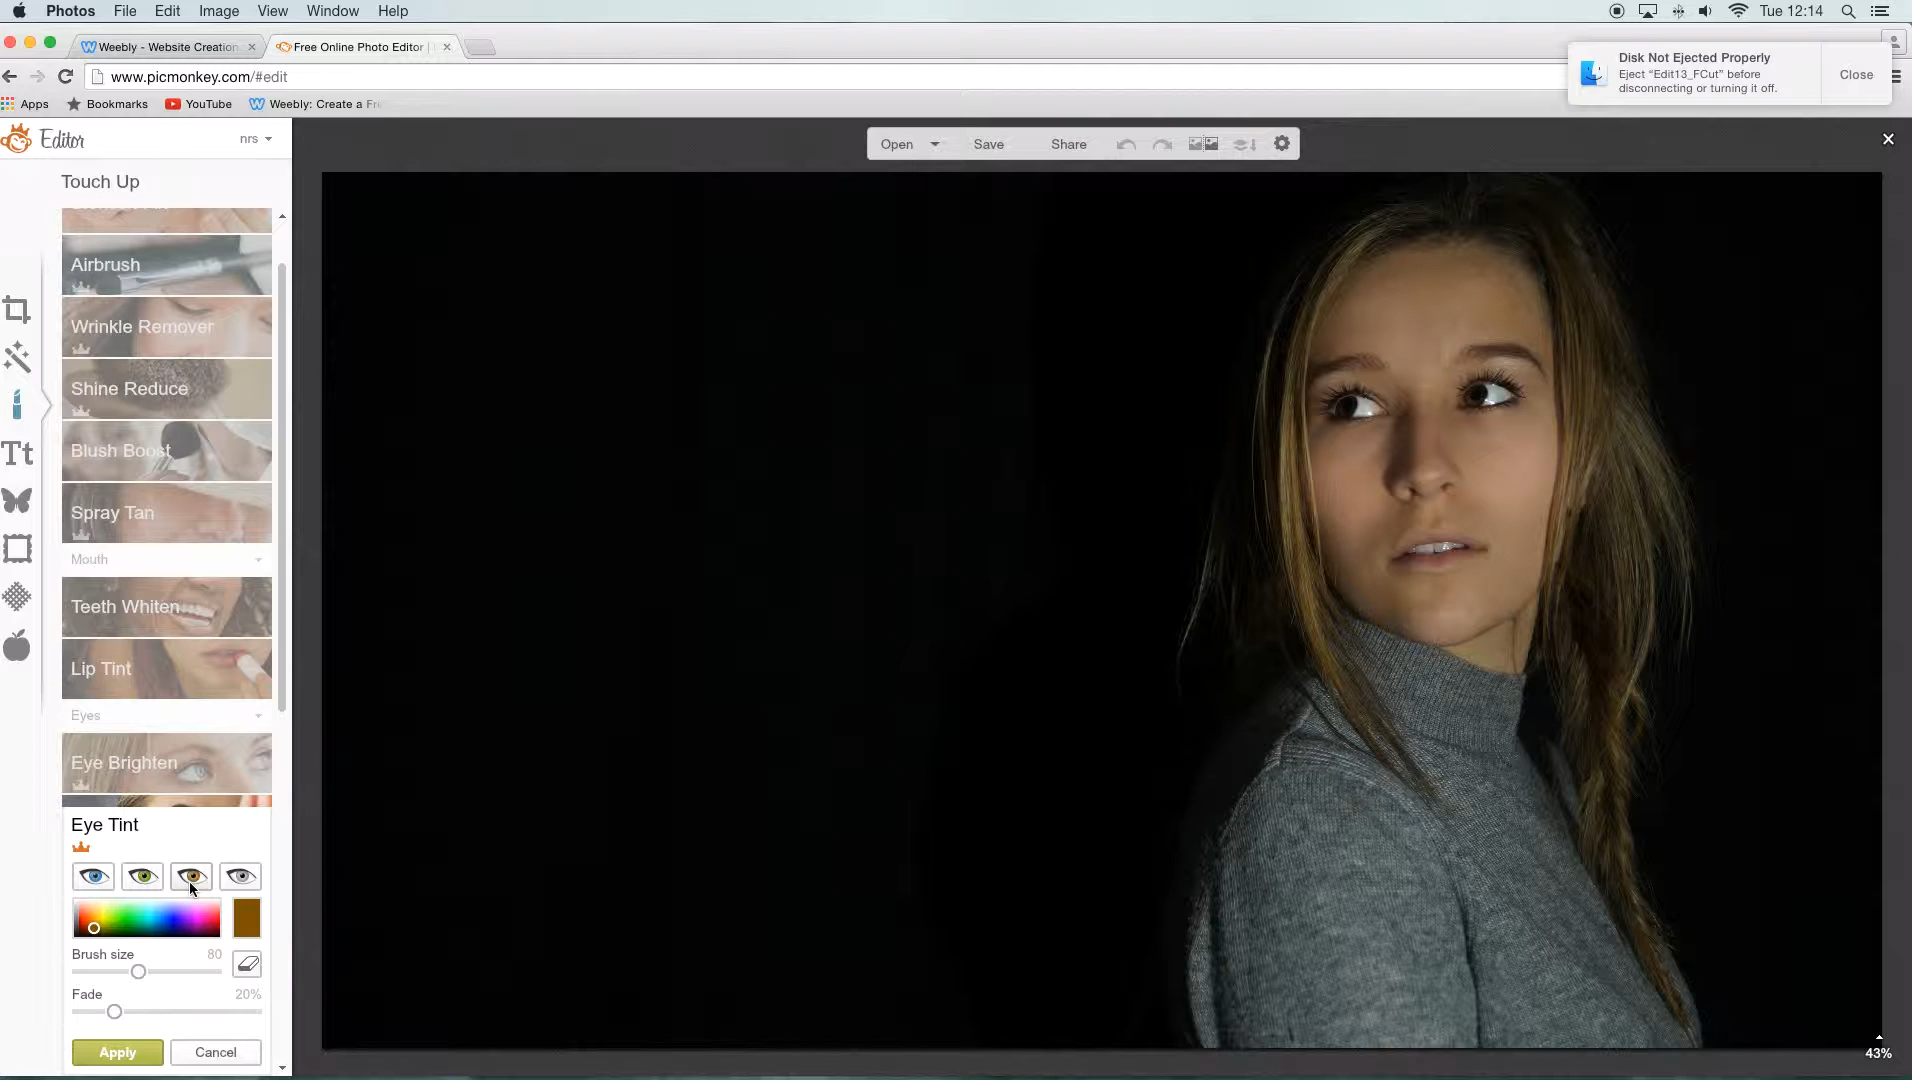 Photos File Edit Image View Window Help Tue 12:14
Weebly - Website Creation Free Online Photo Editor |
www.picmonkey.com/#edit
Disk Not Ejected Properly
Eject “Edit13_FCut” before
disconnecting or turning it off.
Close
Apps Bookmarks YouTube Weebly: Create a Fr
Editor nrs
Open Save Share
Touch Up
Airbrush
Wrinkle Remover
Shine Reduce
Blush Boost
Spray Tan
Mouth
Teeth Whiten
Lip Tint
Eyes
Eye Brighten
Eye Tint
Brush size 80
Fade 20%
Apply Cancel
43%
Tt